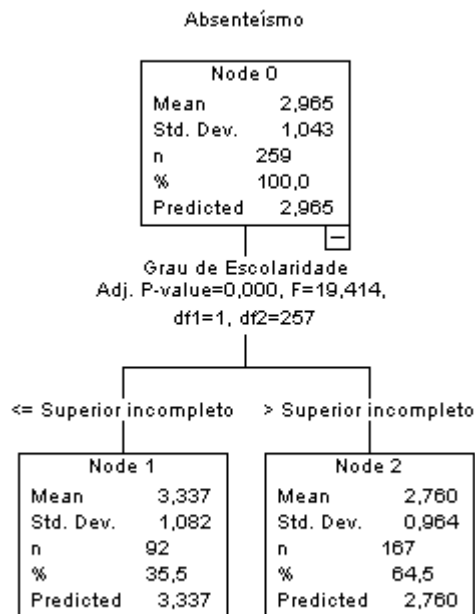 Absenteísmo
Node 0
Mean 2,965
Std. Dev. 1,043
n 259
% 100,0
Predicted 2,965
Grau de Escolaridade
Adj. P-value=0,000, F=19,414,
df1=1, df2=257
<= Superior incompleto
> Superior incompleto
Node 1
Mean 3,337
Std. Dev. 1,082
n 92
% 35,5
Predicted 3,337
Node 2
Mean 2,760
Std. Dev. 0,964
n 167
% 64,5
Predicted 2,760